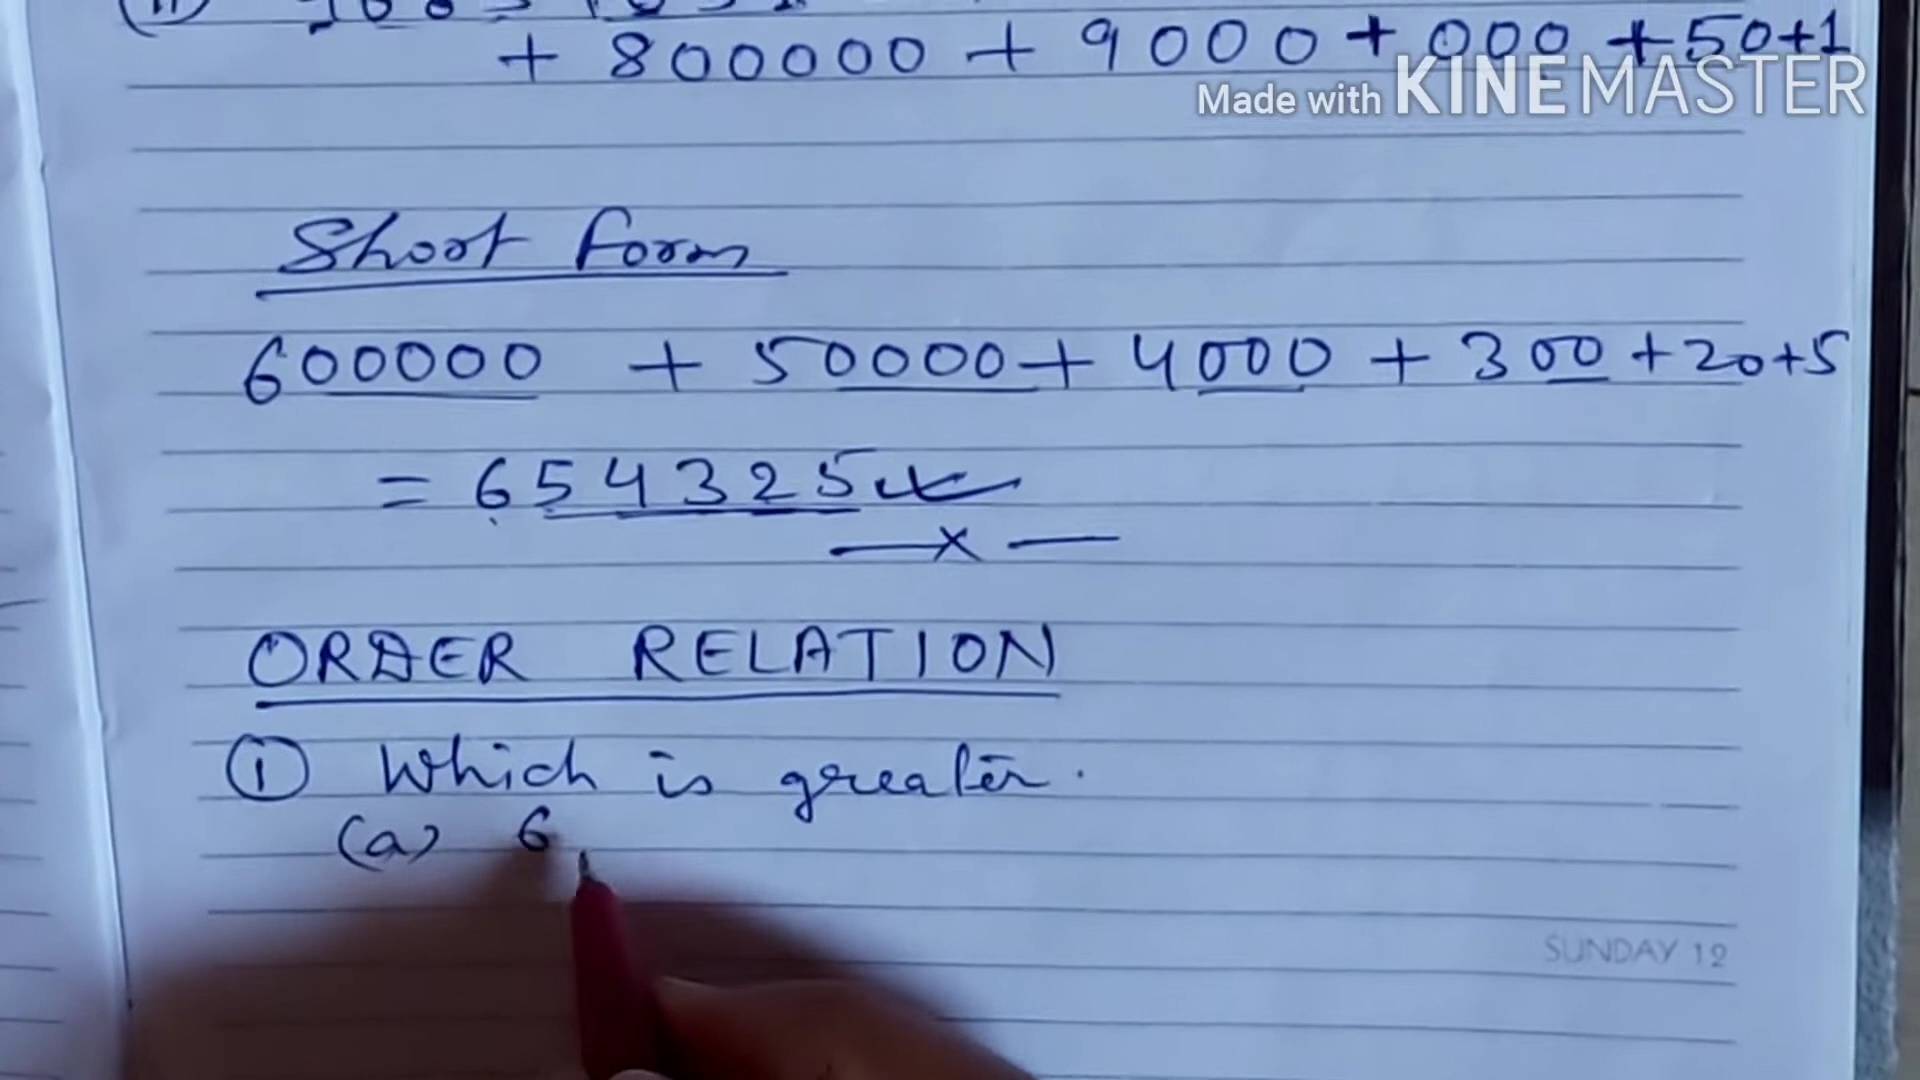 + 800000 + 9000 + 000 + 50+1
Made with KINEMASTER
Short form
600000 + 50000 + 4000 + 300 + 20+5
= 654325
—x—
ORDER RELATION
① Which is greater.
(a) 6
SUNDAY 12